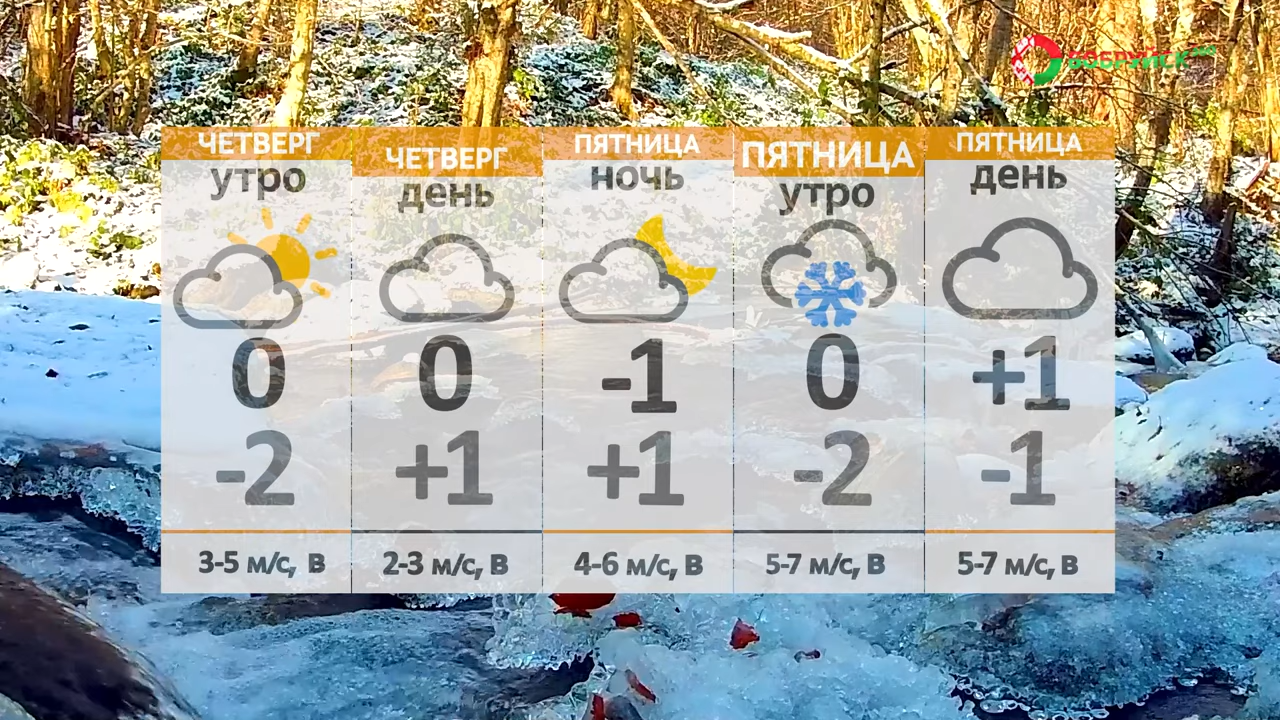 БОБРУЙСК
ЧЕТВЕРГ
утро
0
-2
3-5 м/с, В
ЧЕТВЕРГ
день
0
+1
2-3 м/с, В
ПЯТНИЦА
ночь
-1
+1
4-6 м/с, В
ПЯТНИЦА
утро
0
-2
5-7 м/с, В
ПЯТНИЦА
день
+1
-1
5-7 м/с, В